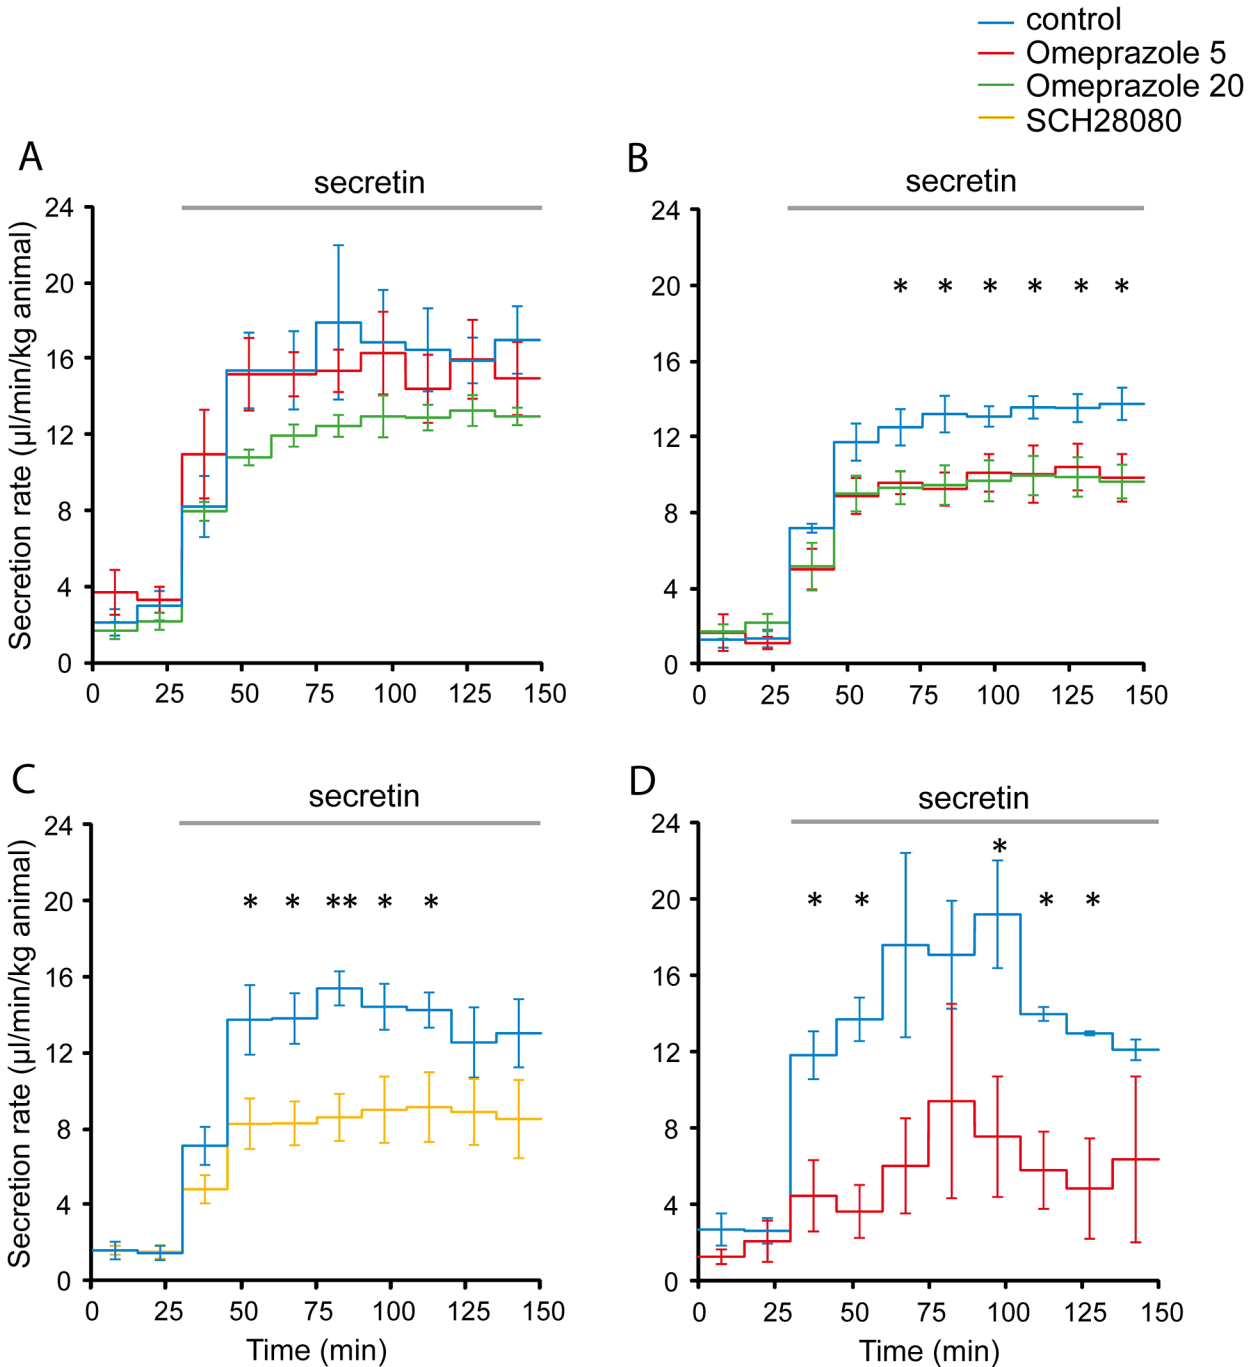 control
Omeprazole 5
Omeprazole 20
SCH28080
A
secretin
Secretion rate (µl/min/kg animal)
24
20
16
12
8
4
0
0 25 50 75 100 125 150
B
secretin
24
20
16
12
8
4
0
* * * * * *
0 25 50 75 100 125 150
C
secretin
Secretion rate (µl/min/kg animal)
24
20
16
12
8
4
0
* * ** * *
0 25 50 75 100 125 150
Time (min)
D
secretin
24
20
16
12
8
4
0
*
* * * *
0 25 50 75 100 125 150
Time (min)